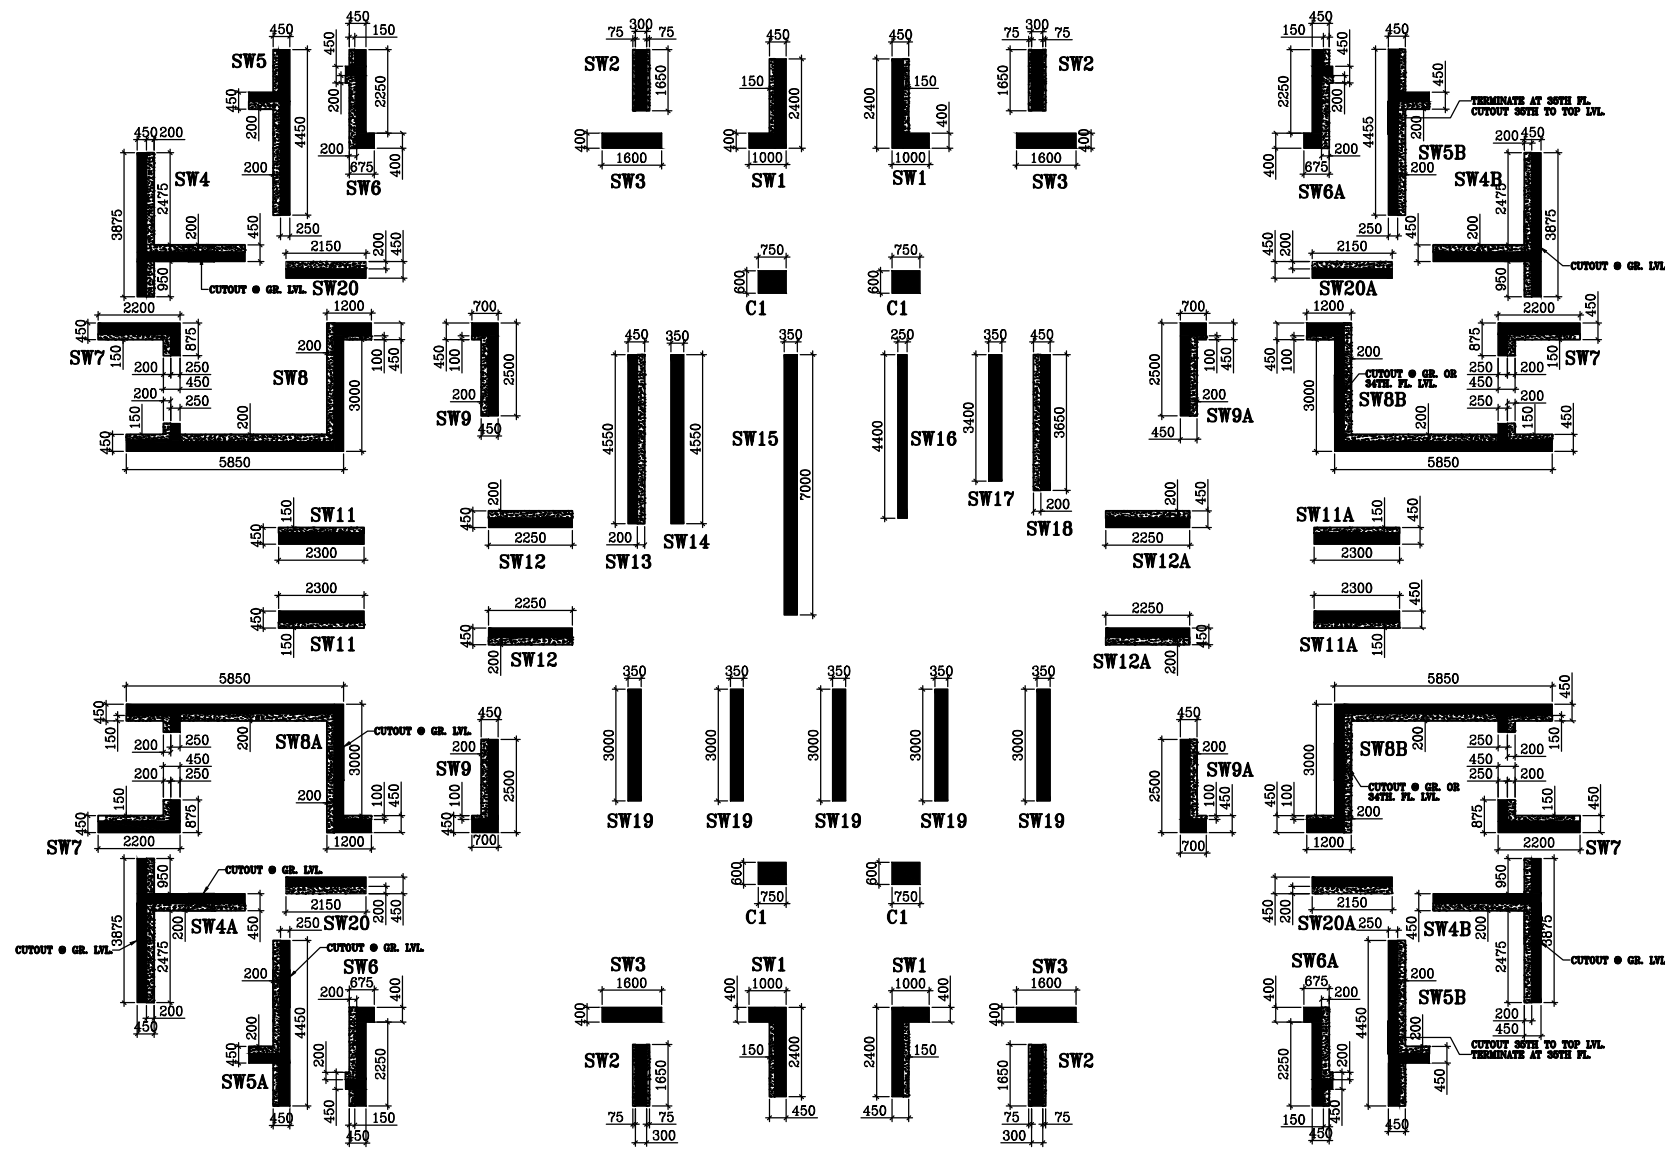 450 450 300 450 450 300 450 450
150 75 75 75 75 150
SW5 450 SW2 150 SW2 450 SW5B
450 4450 200 2250 1650 2400 2400 1650 2250 200 4455 450
TERMINATE AT 35TH FL.
CUTOUT 35TH TO TOP LVL.
450 200 200 200 675 400 400 400 400 400 400 675 200 200 200 450
SW4 SW6 1600 1000 1000 1600 SW6A SW5B SW4B
SW3 SW1 SW1 SW3
3875 2475 200 450 250 250 450 200 2475 3875
950 2150 200 450 750 750 450 200 2150 950
CUTOUT @ GR. LVL. SW20 600 600 SW20A CUTOUT @ GR. LVL.
C1 C1
2200 1200 700 700 1200 2200
450 875 450 350 350 250 350 450 875 450
SW7 150 200 250 200 100 450 450 100 100 450 450 100 200 250 200 150 SW7
450 SW8 CUTOUT @ GR. OR
34TH. FL. LVL.
200 250 3000 200 2500 2500 200 3000 SW8B 250 200
450 150 200 SW9 SW15 SW16 SW9A 200 150 450
5850 450 4550 4550 7000 4400 3400 3650 450 5850
SW17
150 SW11 200 200 200 450 SW11A 150
450 450 SW18 450
2300 2250 200 SW14 2250 2300
SW12 SW13 SW12A
2300 2300
450 2250 2250 450
150 SW11 450 450 450 SW11A 150
200 SW12 SW12A 200
5850 350 350 350 350 350 5850
450 150 200 SW8A CUTOUT @ GR. LVL. 450 450 SW8B 200 450 150
200 250 200 SW9 200 SW9A 250 200
450 3000 3000 3000 3000 3000 3000 3000 450
200 250 2500 2500 CUTOUT @ GR. OR
34TH. FL. LVL.
450 150 875 200 100 450 450 100 100 450 450 100 200 875 150 450
SW19 SW19 SW19 SW19 SW19
SW7 2200 1200 700 700 1200 2200 SW7
950 CUTOUT @ GR. LVL. 600 600 950
2150 200 450 750 750 450 200 2150
SW4A 250 SW20 C1 C1 SW20A 250 SW4B
CUTOUT @ GR. LVL. 3875 200 450 CUTOUT @ GR. LVL. 450 200 3875 CUTOUT @ GR. LVL.
SW6 SW3 SW1 SW1 SW3 SW6A
2475 200 675 1600 1000 1000 1600 675 200 2475
200 400 400 400 400 400 400 SW5B 200
450 200 4450 4450 200 450
CUTOUT 35TH TO TOP LVL.
TERMINATE AT 35TH FL.
450 200 2250 SW2 150 2400 2400 150 SW2 2250 200 450
SW5A 450 1650 1650 450
450 150 75 75 450 450 75 75 150 450
450 300 300 450